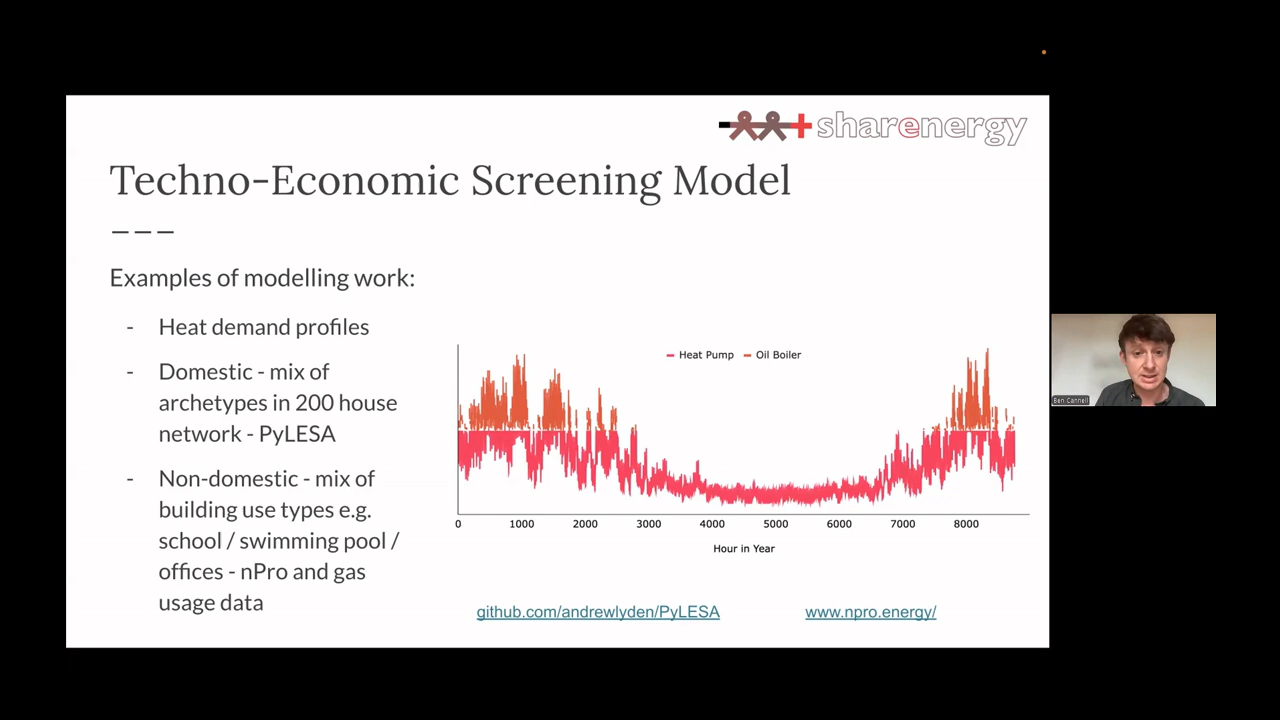 sharenergy
Techno-Economic Screening Model
Examples of modelling work:
- Heat demand profiles
- Domestic - mix of
archetypes in 200 house
network - PyLESA
- Non-domestic - mix of
building use types e.g.
school / swimming pool /
offices - nPro and gas
usage data
Heat Pump Oil Boiler
0 1000 2000 3000 4000 5000 6000 7000 8000
Hour in Year
github.com/andrewlyden/PyLESA www.npro.energy/
Ben Cannell